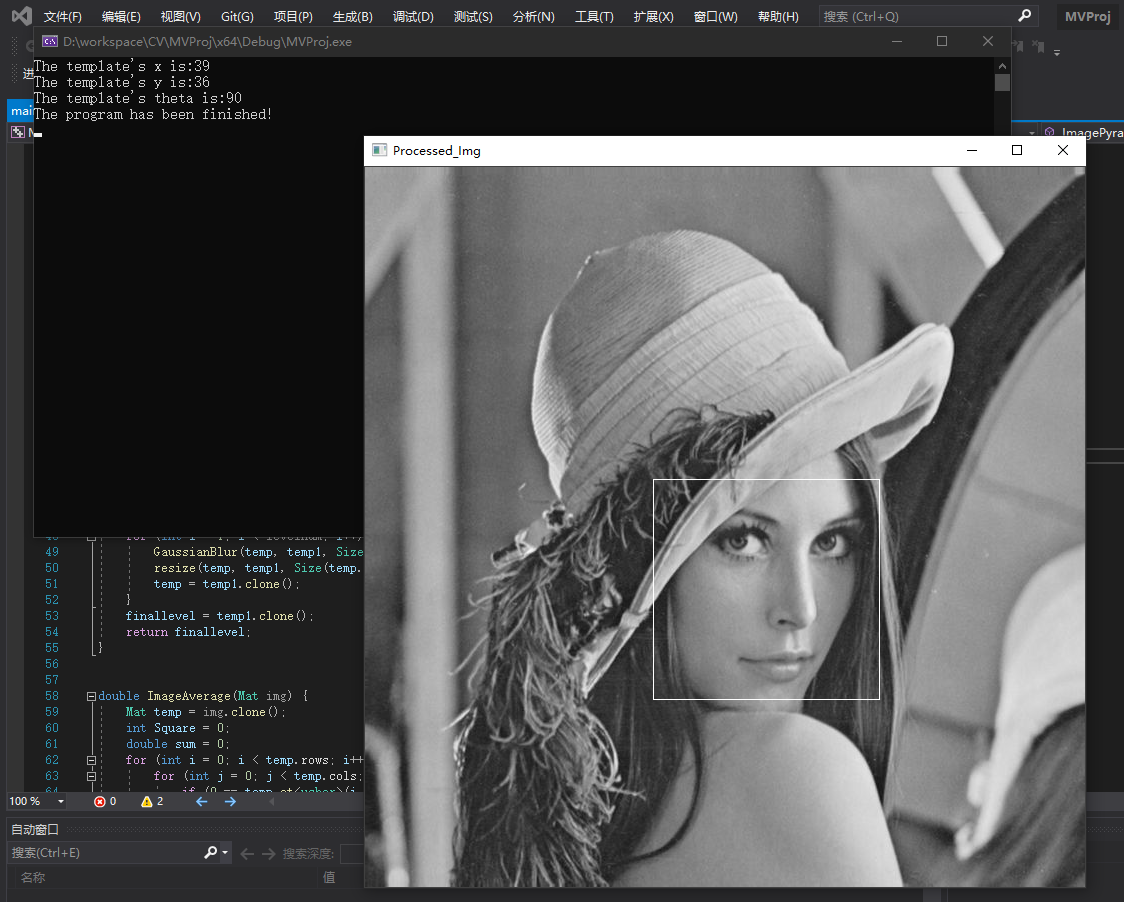 文件(F) 编辑(E) 视图(V) Git(G) 项目(P) 生成(B) 调试(D) 测试(S) 分析(N) 工具(T) 扩展(X) 窗口(W) 帮助(H) 搜索 (Ctrl+Q) MVProj
D:\workspace\CV\MVProj\x64\Debug\MVProj.exe
The template's x is:39
The template's y is:36
The template's theta is:90
The program has been finished!
进
mai
ImagePyra
Processed_Img
49 GaussianBlur(temp, temp1, Size
50 resize(temp, temp1, Size(temp.
51 temp = temp1.clone();
52 }
53 finallevel = temp1.clone();
54 return finallevel;
55 }
56
57
58 double ImageAverage(Mat img) {
59 Mat temp = img.clone();
60 int Square = 0;
61 double sum = 0;
62 for (int i = 0; i < temp.rows; i++
63 for (int j = 0; j < temp.cols;
100 % 0 2
自动窗口
搜索(Ctrl+E) 搜索深度:
名称 值